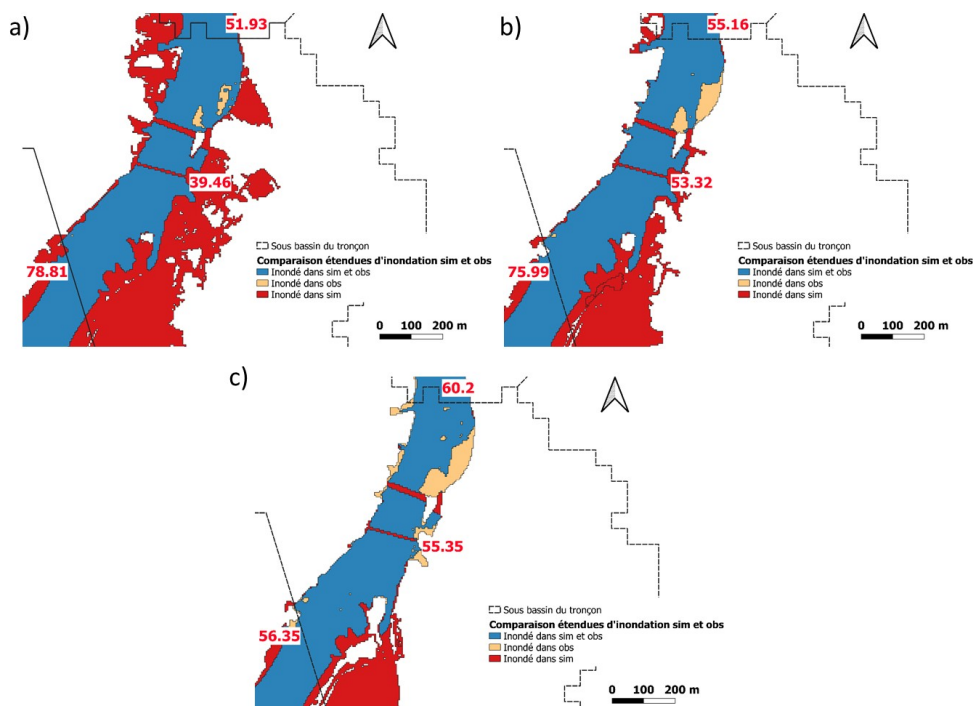 a)
51.93
39.46
78.81
Sous bassin du tronçon
Comparaison étendues d'inondation sim et obs
Inondé dans sim et obs
Inondé dans obs
Inondé dans sim
0 100 200 m
b)
55.16
53.32
75.99
Sous bassin du tronçon
Comparaison étendues d'inondation sim et obs
Inondé dans sim et obs
Inondé dans obs
Inondé dans sim
0 100 200 m
c)
60.2
55.35
56.35
Sous bassin du tronçon
Comparaison étendues d'inondation sim et obs
Inondé dans sim et obs
Inondé dans obs
Inondé dans sim
0 100 200 m